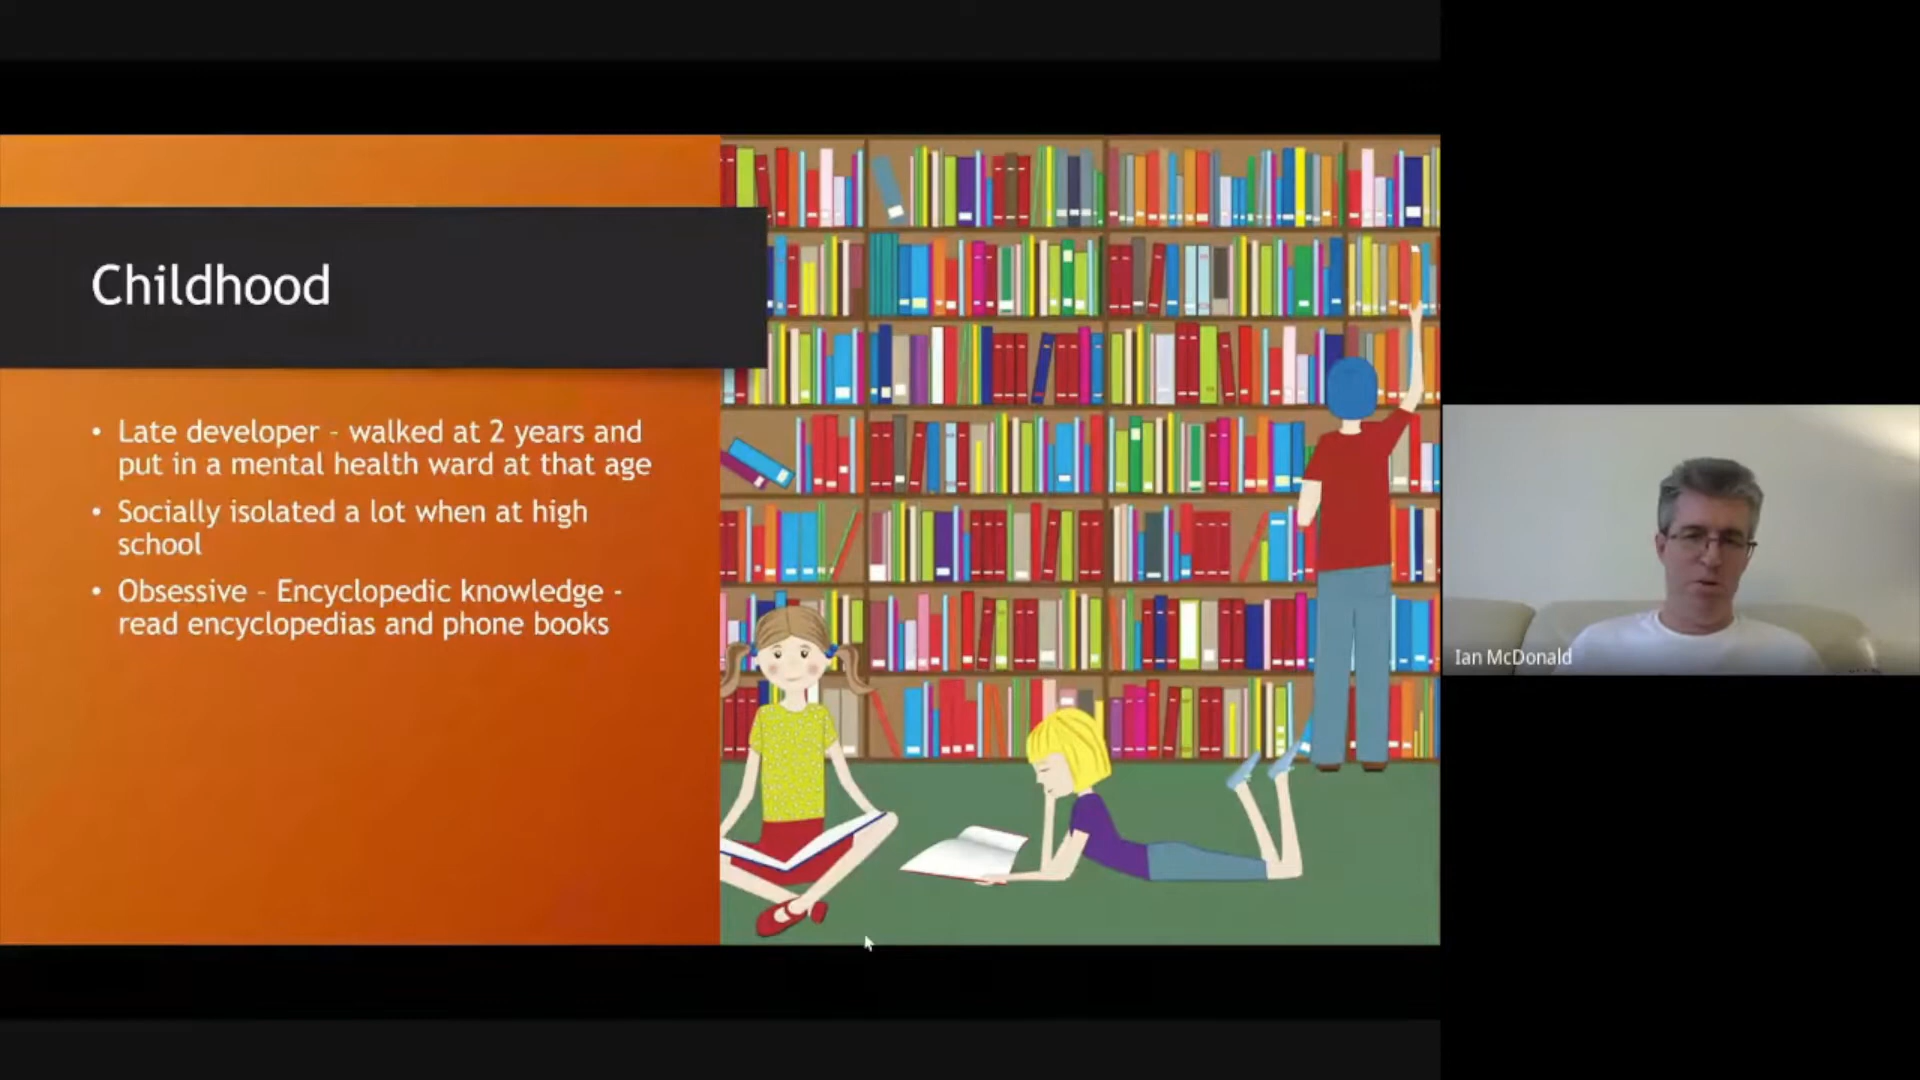 Childhood
• Late developer - walked at 2 years and
put in a mental health ward at that age
• Socially isolated a lot when at high
school
• Obsessive - Encyclopedic knowledge -
read encyclopedias and phone books
Ian McDonald